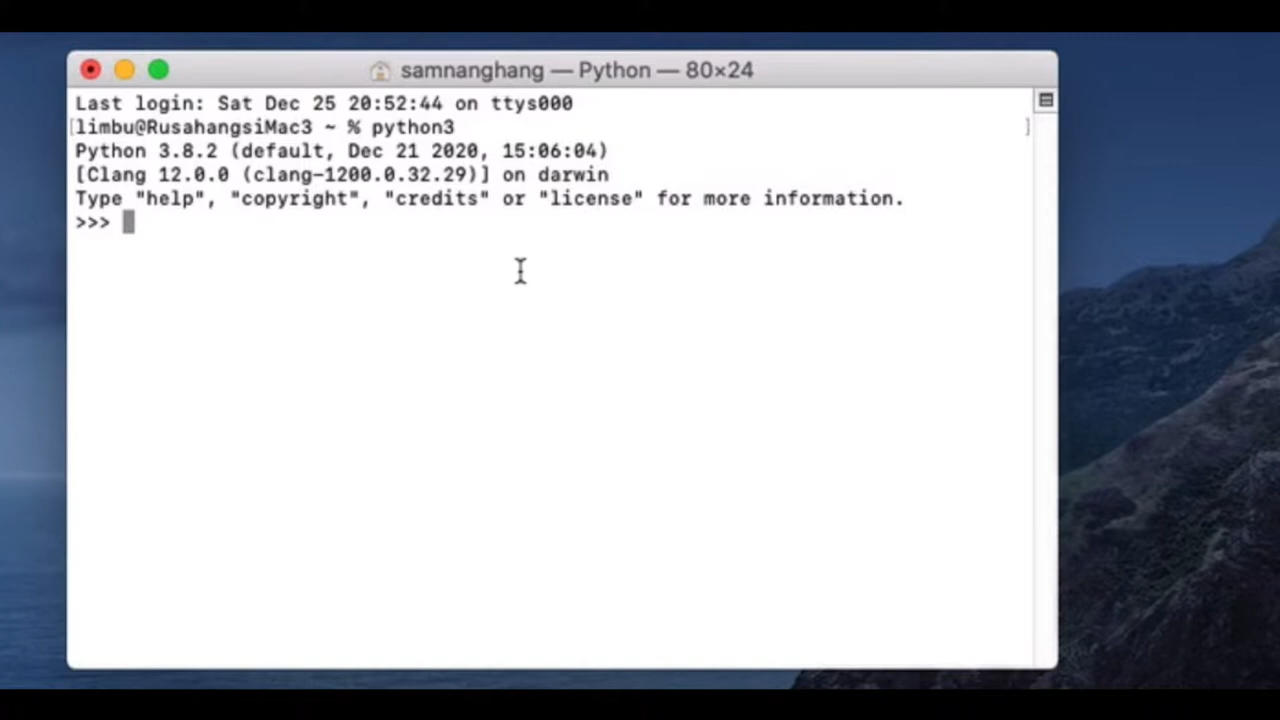 samnanghang — Python — 80×24
Last login: Sat Dec 25 20:52:44 on ttys000
[limbu@RusahangsiMac3 ~ % python3 ]
Python 3.8.2 (default, Dec 21 2020, 15:06:04)
[Clang 12.0.0 (clang-1200.0.32.29)] on darwin
Type "help", "copyright", "credits" or "license" for more information.
>>>